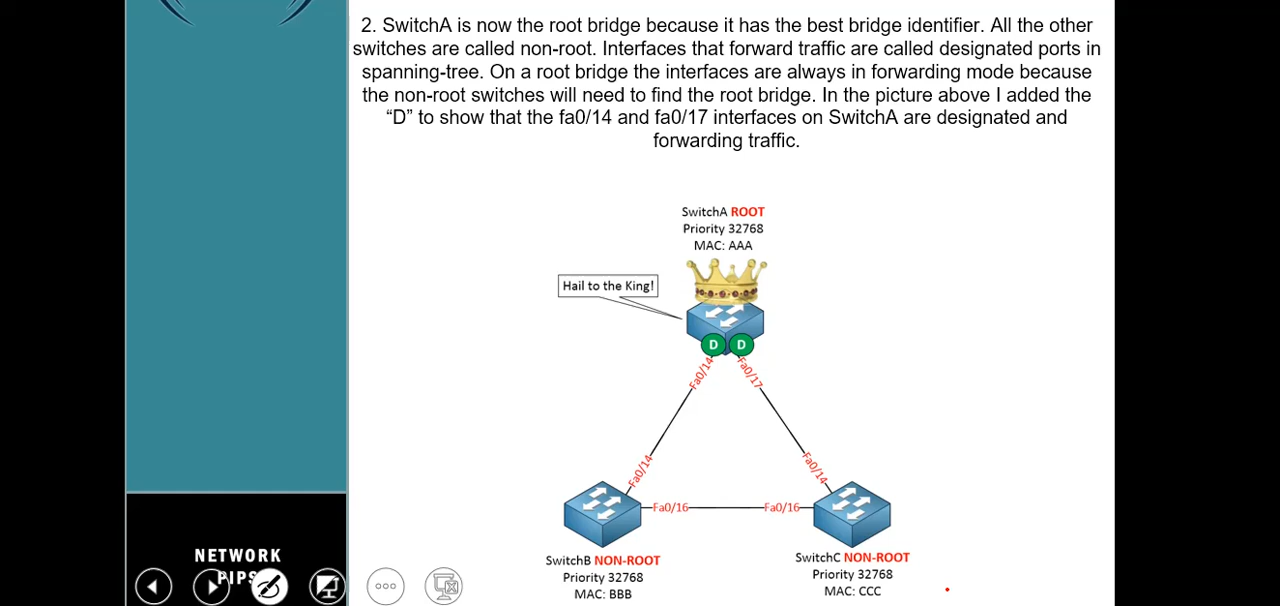 2. SwitchA is now the root bridge because it has the best bridge identifier. All the other
switches are called non-root. Interfaces that forward traffic are called designated ports in
spanning-tree. On a root bridge the interfaces are always in forwarding mode because
the non-root switches will need to find the root bridge. In the picture above I added the
“D” to show that the fa0/14 and fa0/17 interfaces on SwitchA are designated and
forwarding traffic.
SwitchA ROOT
Priority 32768
MAC: AAA
Hail to the King!
D D
Fa0/14 Fa0/17
Fa0/14 Fa0/14
Fa0/16 Fa0/16
SwitchB NON-ROOT
Priority 32768
MAC: BBB
SwitchC NON-ROOT
Priority 32768
MAC: CCC
NETWORK
PIPS